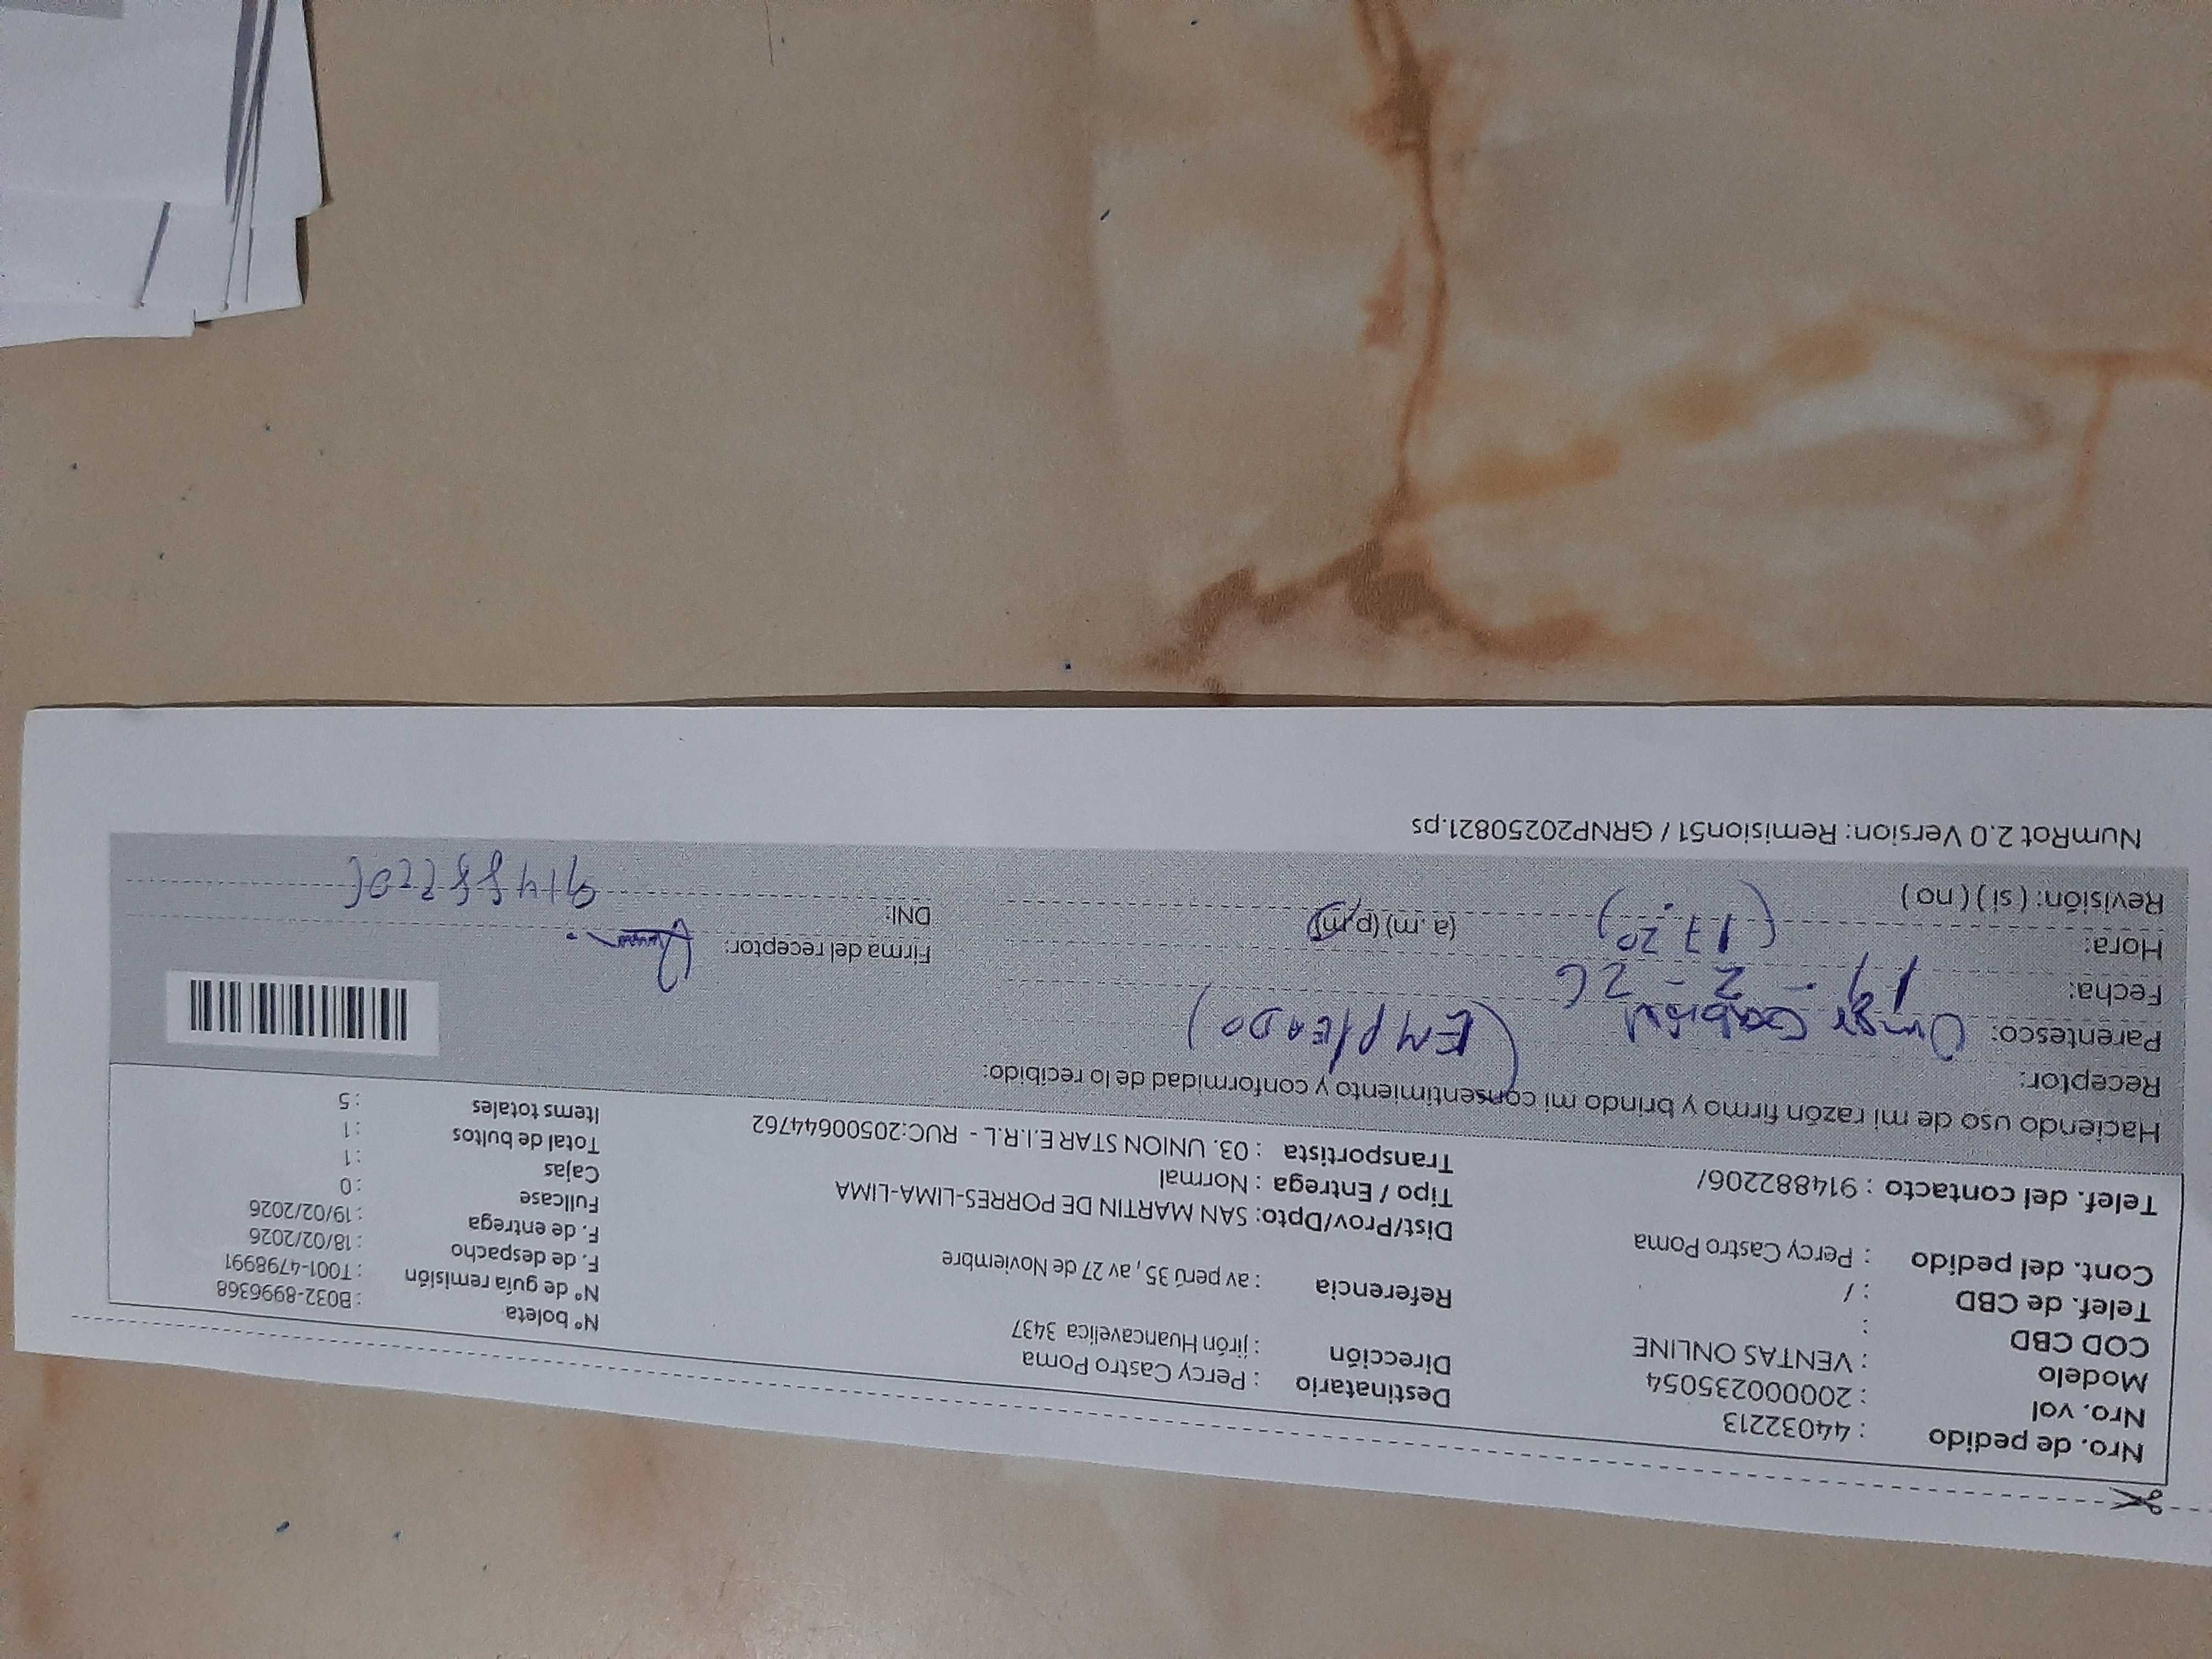 Nro. de pedido : 44032213
Nro. vol : 20000235054
Modelo : VENTAS ONLINE
COD CBD :
Telef. de CBD : /
Cont. del pedido : Percy Castro Poma
Telef. del contacto : 914882206/
Destinatario : Percy Castro Poma
Dirección : jirón Huancavelica 3437
Referencia : av perú 35, av 27 de Noviembre
Dist/Prov/Dpto: SAN MARTIN DE PORRES-LIMA-LIMA
Tipo / Entrega : Normal
Transportista : 03. UNION STAR E.I.R.L - RUC:20500644762
N° boleta : B032-8996368
N° de guía remisión : T001-4798991
F. de despacho : 18/02/2026
F. de entrega : 19/02/2026
Fullcase : 0
Cajas : 1
Total de bultos : 1
Items totales : 5
Haciendo uso de mi razón firmo y brindo mi consentimiento y conformidad de lo recibido:
Receptor:
Parentesco: (EMPLEADO)
Fecha: 19 - 2 - 26
Hora: (17:20) (a.m) (p,m)
Revisión: ( si ) ( no )
Firma del receptor:
DNI:
NumRot 2.0 Version: Remision51 / GRNP20250821.ps